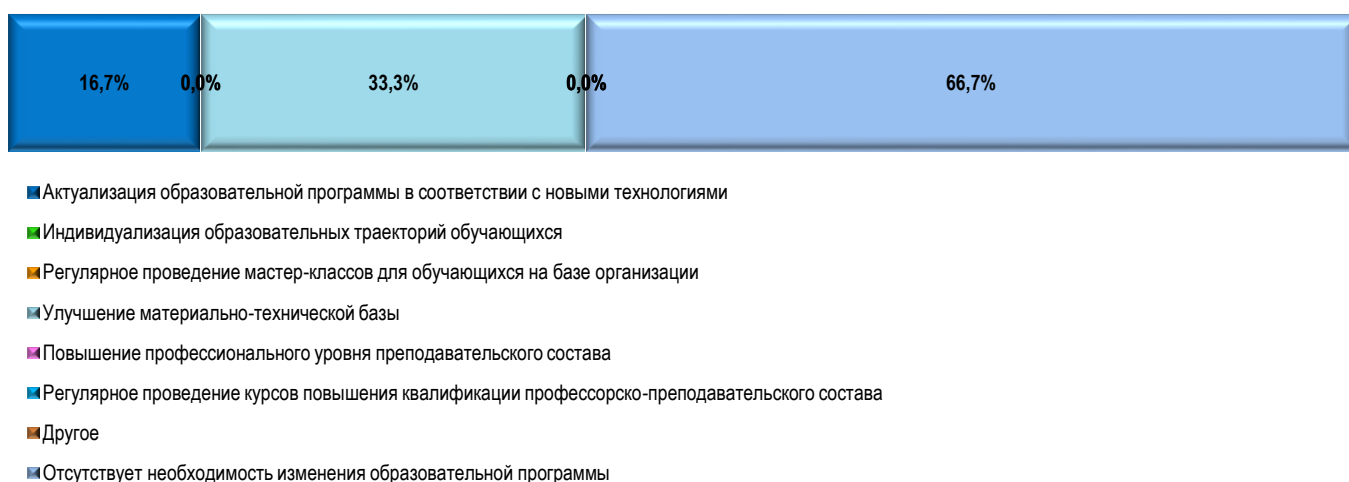 16,7% 0,0% 33,3% 0,0% 66,7%
Актуализация образовательной программы в соответствии с новыми технологиями
Индивидуализация образовательных траекторий обучающихся
Регулярное проведение мастер-классов для обучающихся на базе организации
Улучшение материально-технической базы
Повышение профессионального уровня преподавательского состава
Регулярное проведение курсов повышения квалификации профессорско-преподавательского состава
Другое
Отсутствует необходимость изменения образовательной программы